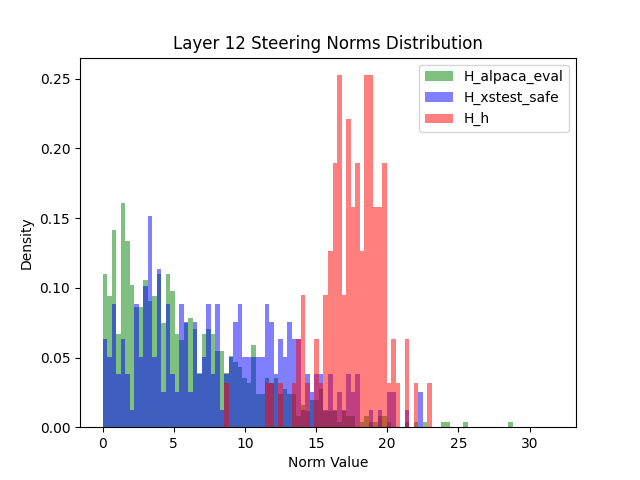 Layer 12 Steering Norms Distribution
H_alpaca_eval
H_xstest_safe
H_h
0.25
0.20
0.15
0.10
0.05
0.00
Density
0 5 10 15 20 25 30
Norm Value